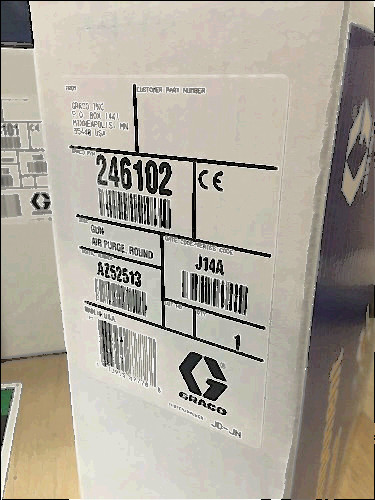 FROM
CUSTOMER PART NUMBER
GRACO INC
P.O. BOX 1441
MINNEAPOLIS, MN
55440 USA
246102
CE
GUN,
AIR PURGE, ROUND
J14A
A252513
1
GRACO
JD-JN